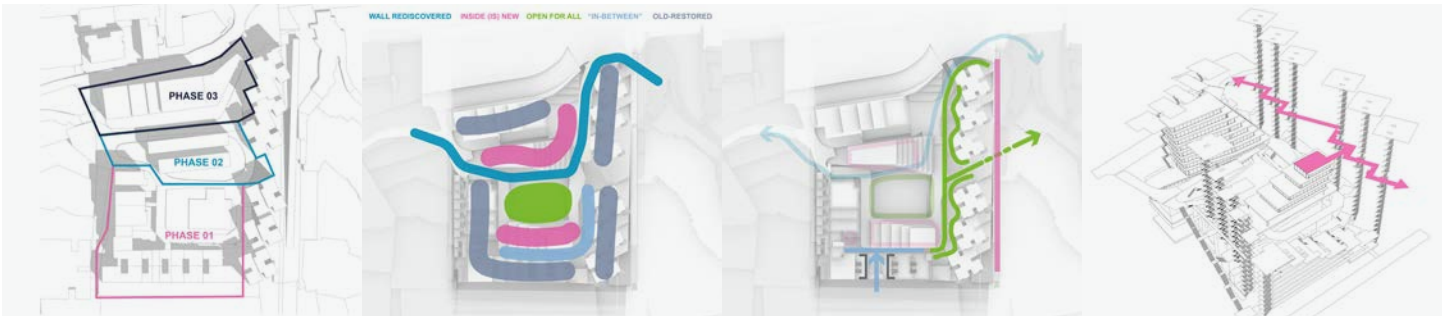 PHASE 03
PHASE 02
PHASE 01
WALL REDISCOVERED INSIDE (IS) NEW OPEN FOR ALL "IN-BETWEEN" OLD-RESTORED